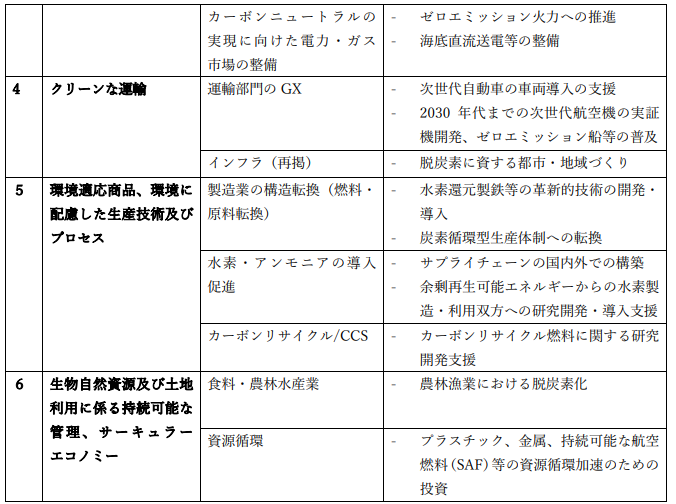 カーボンニュートラルの
実現に向けた電力・ガス
市場の整備
- ゼロエミッション火力への推進
- 海底直流送電等の整備
4
クリーンな運輸
運輸部門の GX
- 次世代自動車の車両導入の支援
- 2030 年代までの次世代航空機の実証
機開発、ゼロエミッション船等の普及
インフラ（再掲）
- 脱炭素に資する都市・地域づくり
5
環境適応商品、環境に
配慮した生産技術及び
プロセス
製造業の構造転換（燃料・
原料転換）
- 水素還元製鉄等の革新的技術の開発・
導入
- 炭素循環型生産体制への転換
水素・アンモニアの導入
促進
- サプライチェーンの国内外での構築
- 余剰再生可能エネルギーからの水素製
造・利用双方への研究開発・導入支援
カーボンリサイクル/CCS
- カーボンリサイクル燃料に関する研究
開発支援
6
生物自然資源及び土地
利用に係る持続可能な
管理、サーキュラー
エコノミー
食料・農林水産業
- 農林漁業における脱炭素化
資源循環
- プラスチック、金属、持続可能な航空
燃料(SAF)等の資源循環加速のための
投資